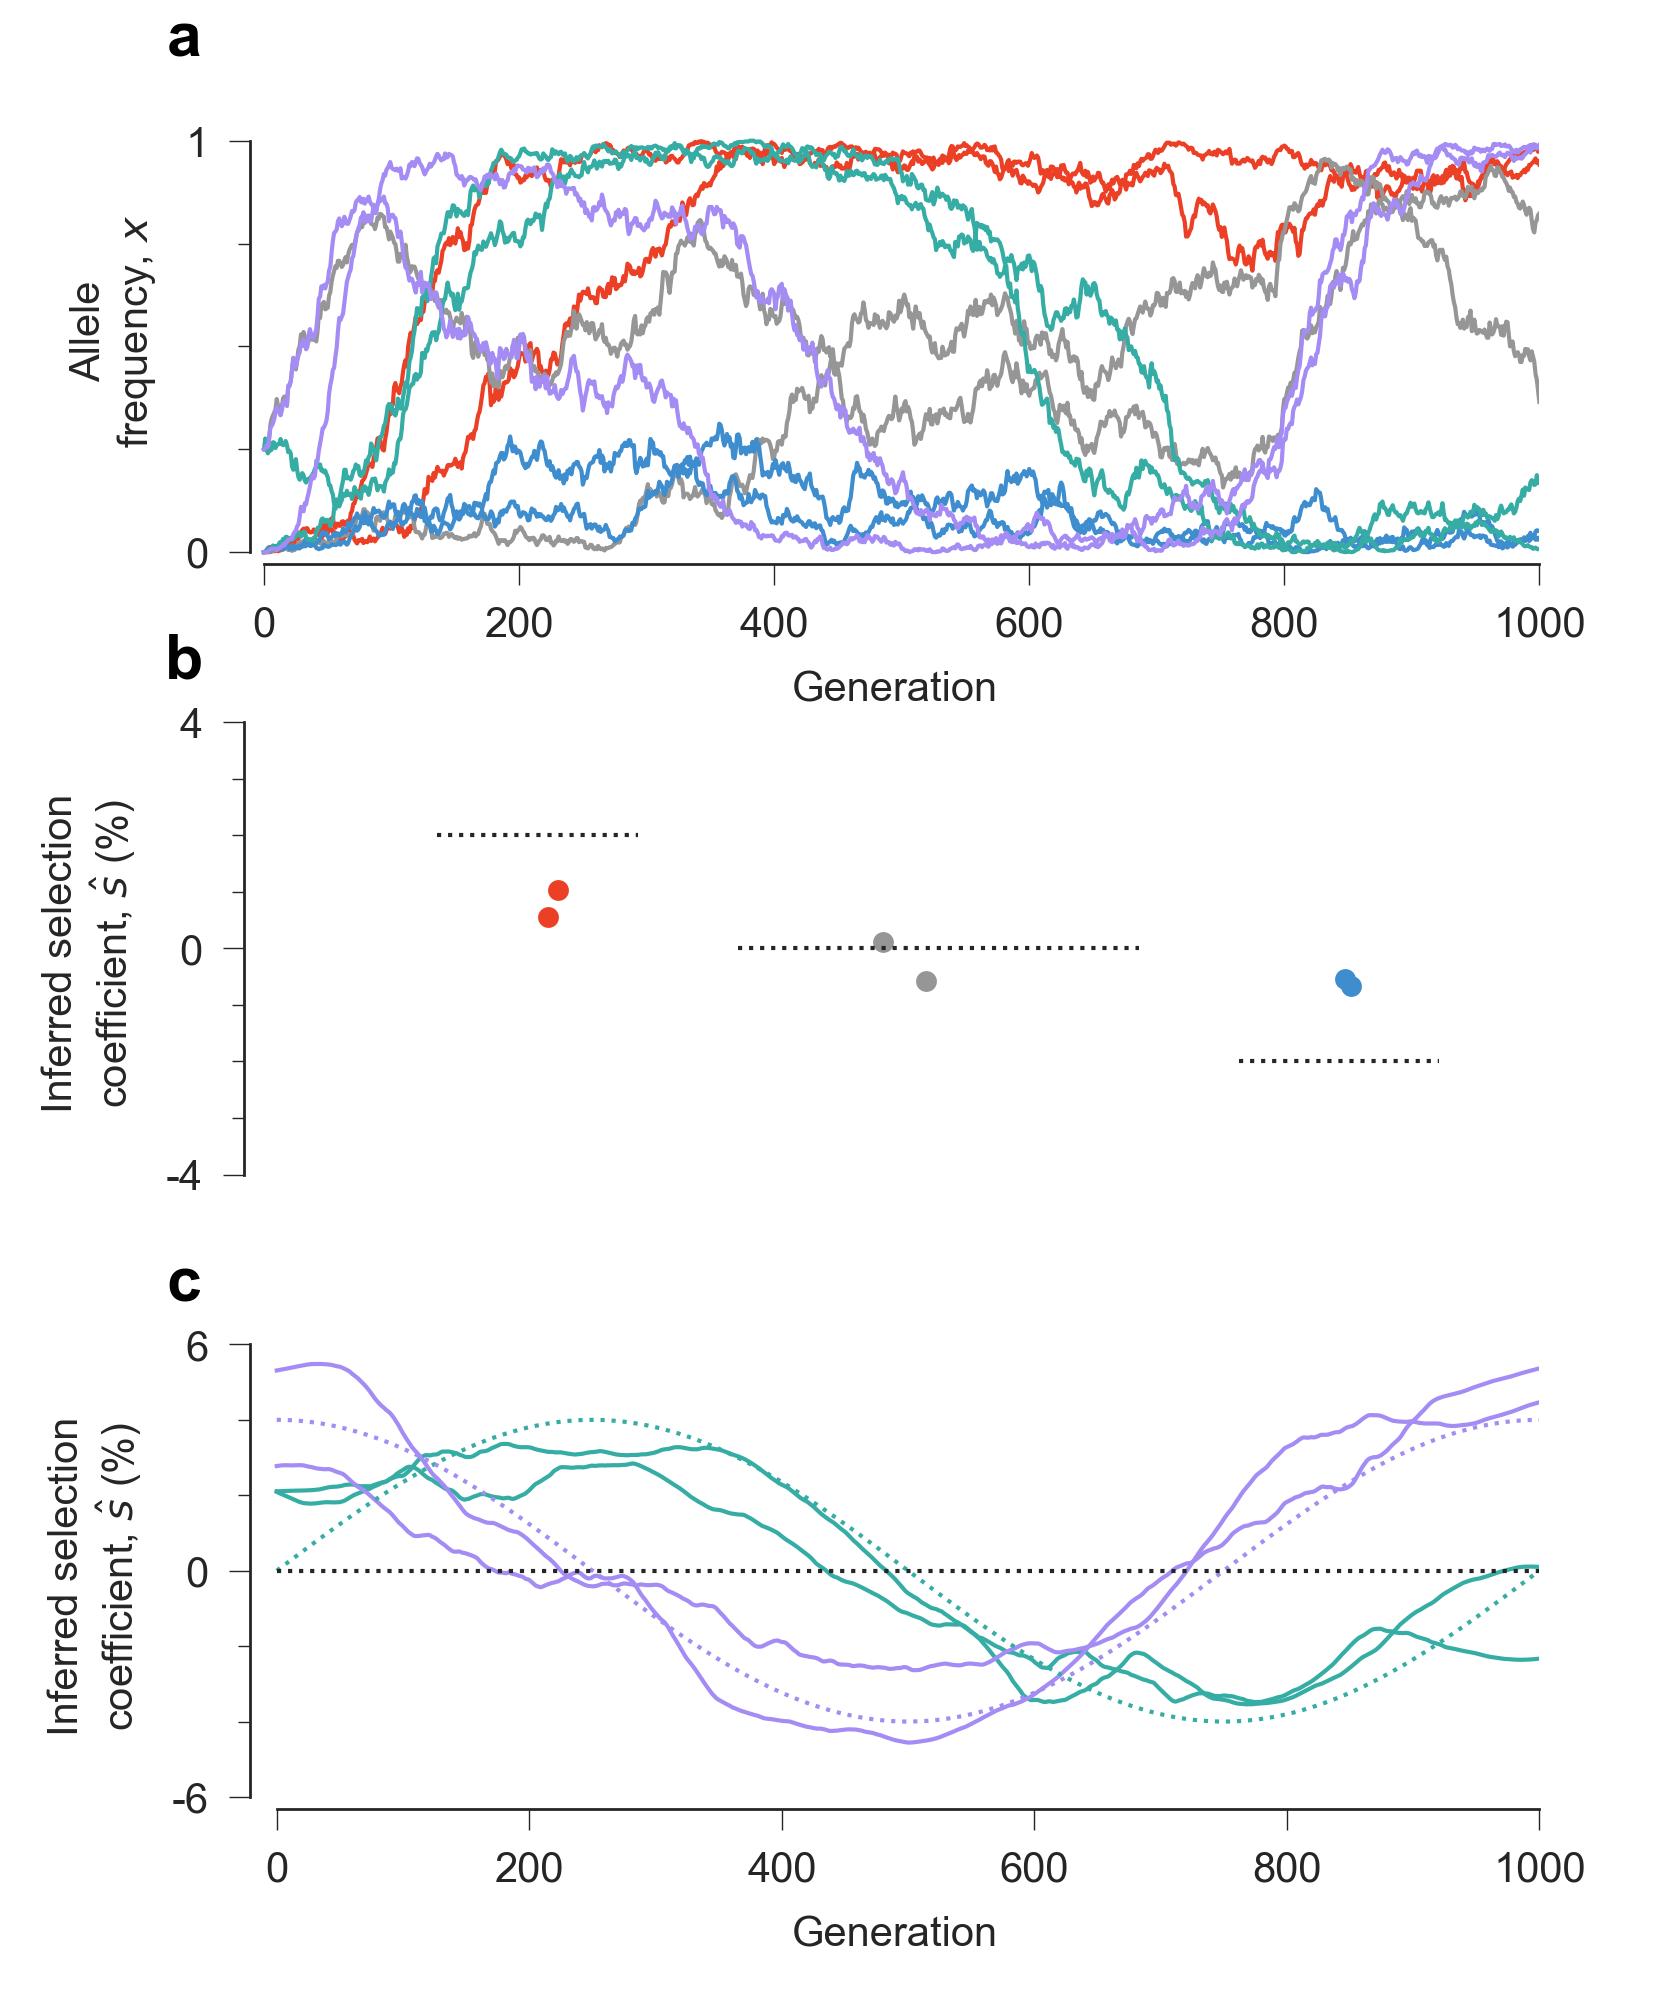 a
Allele
frequency, x
1
0
0 200 400 600 800 1000
Generation
b
Inferred selection
coefficient, ŝ (%)
4
0
-4
c
Inferred selection
coefficient, ŝ (%)
6
0
-6
0 200 400 600 800 1000
Generation